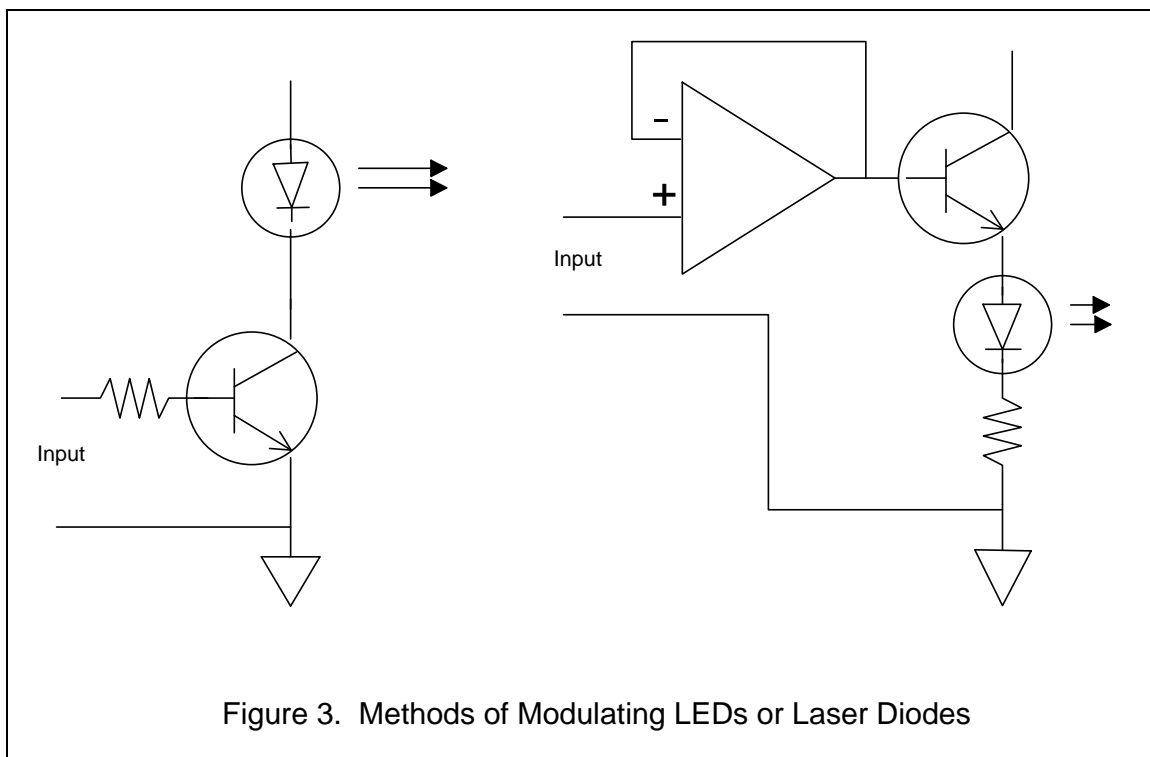 -
+
Input
Input
Figure 3.  Methods of Modulating LEDs or Laser Diodes